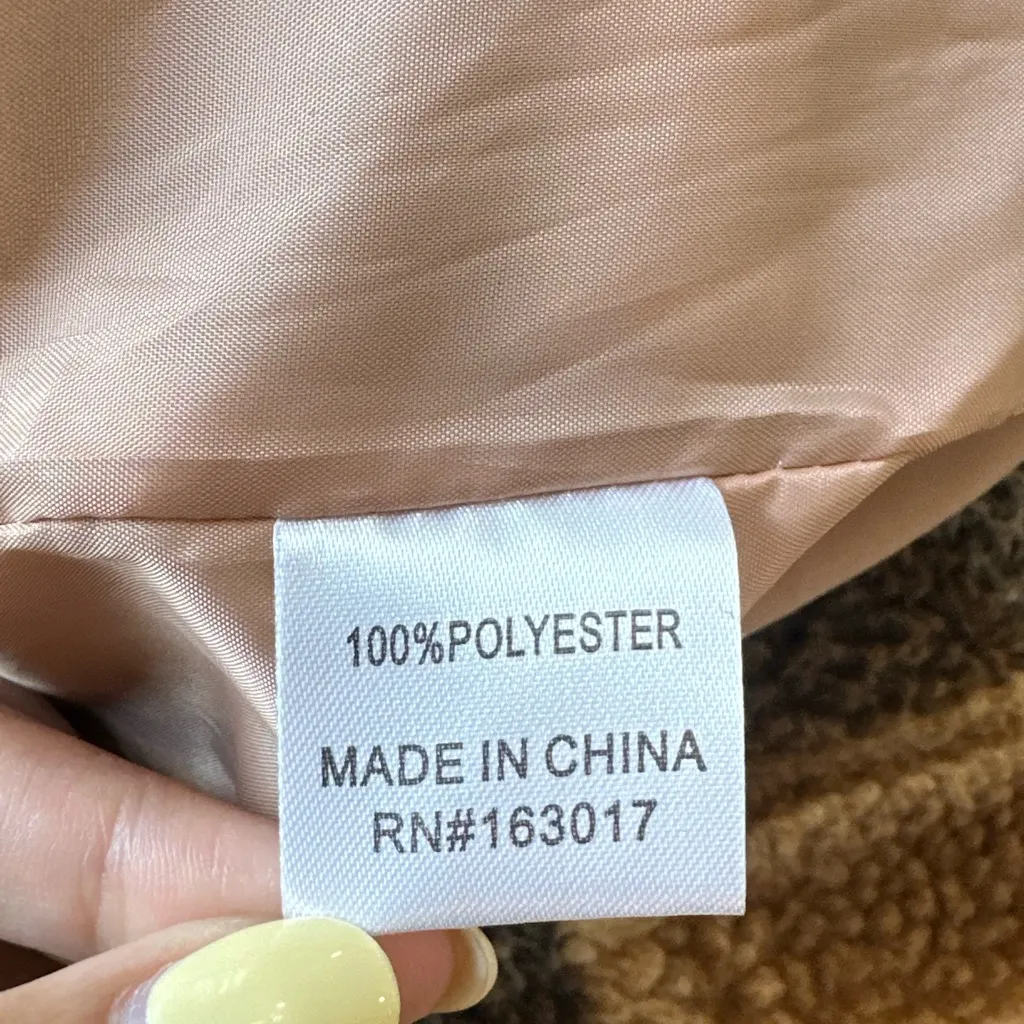 100%POLYESTER
MADE IN CHINA
RN#163017